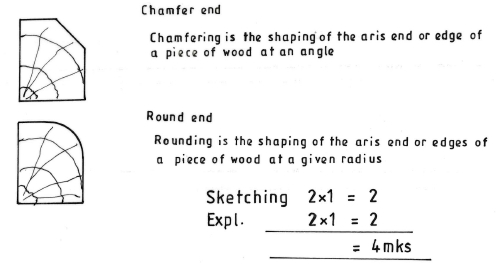 Chamfer end
Chamfering is the shaping of the aris end or edge of
a piece of wood at an angle
Round end
Rounding is the shaping of the aris end or edges of
a piece of wood at a given radius
Sketching 2×1 = 2
Expl. 2×1 = 2
= 4mks